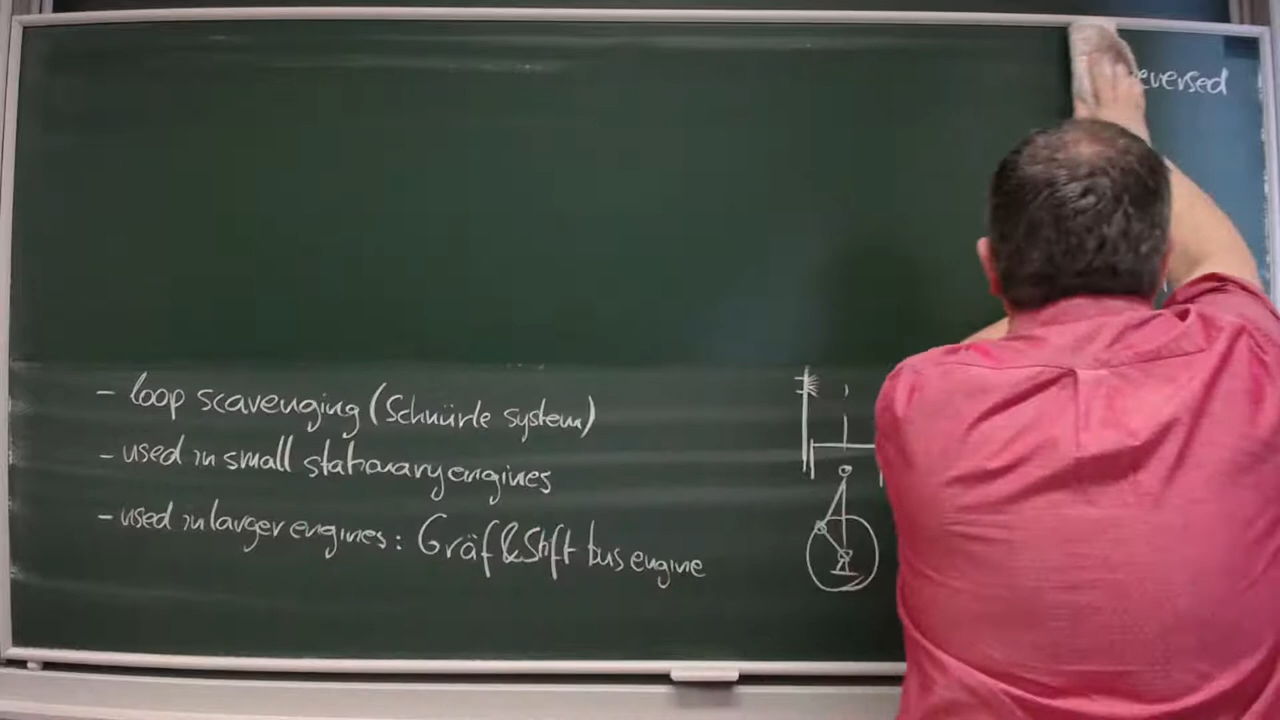 eversed
- loop scavenging (Schnürle system)
- used in small stationary engines
- used in larger engines: Gräf & Stift bus engine